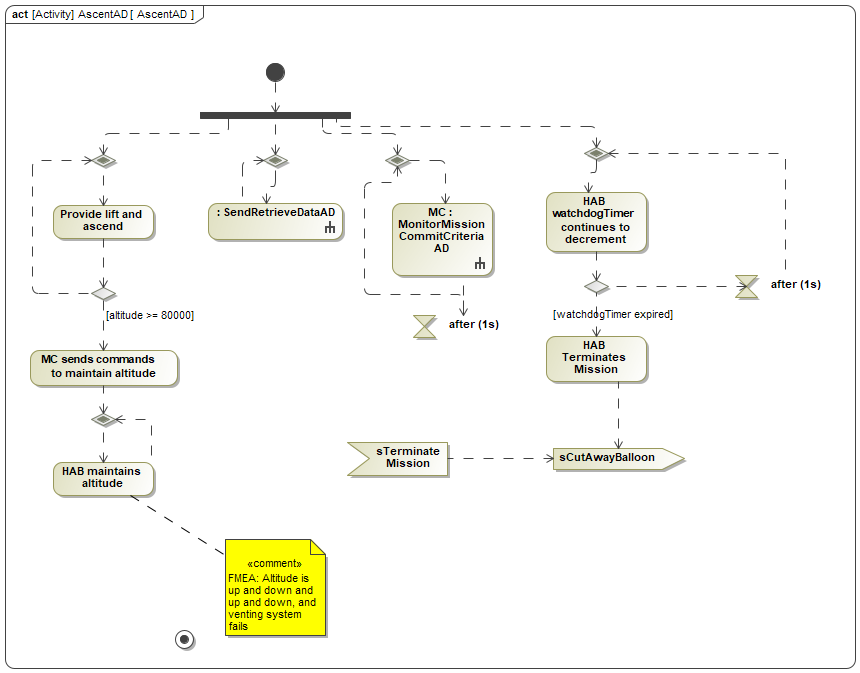 act [Activity] AscentAD [ AscentAD ]
Provide lift and
ascend
: SendRetrieveDataAD
MC :
MonitorMission
CommitCriteria
AD
HAB
watchdogTimer
continues to
decrement
after (1s)
[altitude >= 80000]
after (1s)
[watchdogTimer expired]
MC sends commands
to maintain altitude
HAB
Terminates
Mission
sTerminate
Mission
sCutAwayBalloon
HAB maintains
altitude
«comment»
FMEA: Altitude is
up and down and
up and down, and
venting system
fails